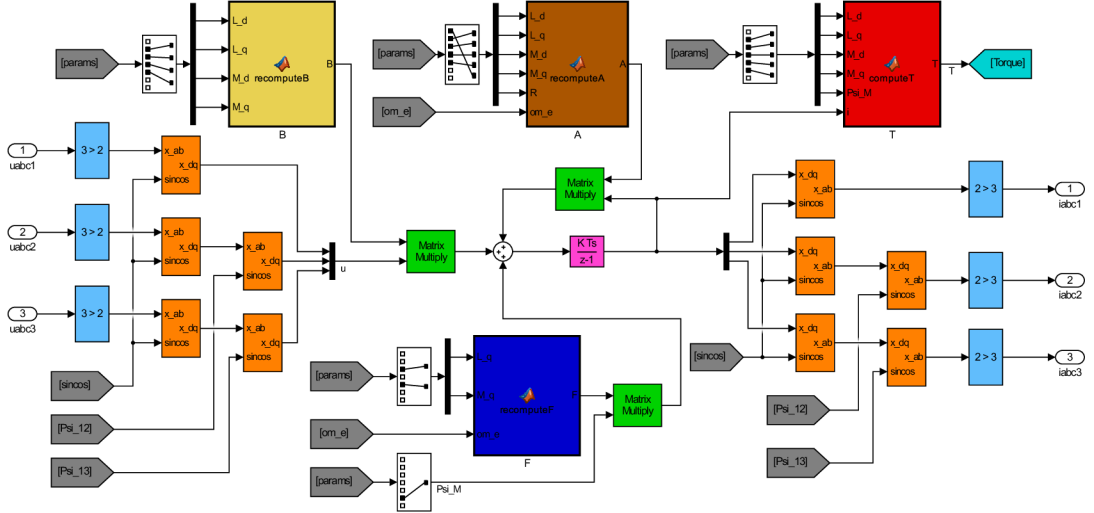 [params]
L_d
L_q
M_d
M_q
recomputeB
B
B
[params]
[om_e]
L_d
L_q
M_d
M_q
R
om_e
recomputeA
A
A
[params]
L_d
L_q
M_d
M_q
Psi_M
i
computeT
T
T
T
[Torque]
1
uabc1
3 > 2
x_ab
x_dq
sincos
2
uabc2
3 > 2
x_ab
x_dq
sincos
x_ab
x_dq
sincos
3
uabc3
3 > 2
x_ab
x_dq
sincos
x_ab
x_dq
sincos
[sincos]
[Psi_12]
[Psi_13]
u
Matrix
Multiply
Matrix
Multiply
+
+
+
K Ts
z-1
[params]
[om_e]
[params]
L_q
M_q
om_e
recomputeF
F
F
Psi_M
Matrix
Multiply
x_dq
x_ab
sincos
2 > 3
1
iabc1
x_dq
x_ab
sincos
x_dq
x_ab
sincos
2 > 3
2
iabc2
x_dq
x_ab
sincos
x_dq
x_ab
sincos
2 > 3
3
iabc3
[sincos]
[Psi_12]
[Psi_13]